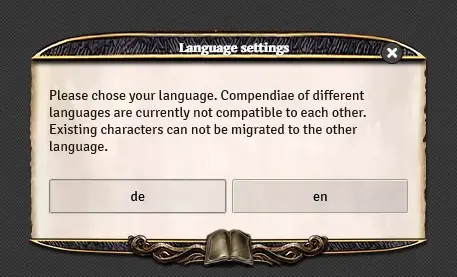 Language settings
Please chose your language. Compendiae of different
languages are currently not compatible to each other.
Existing characters can not be migrated to the other
language.
de
en